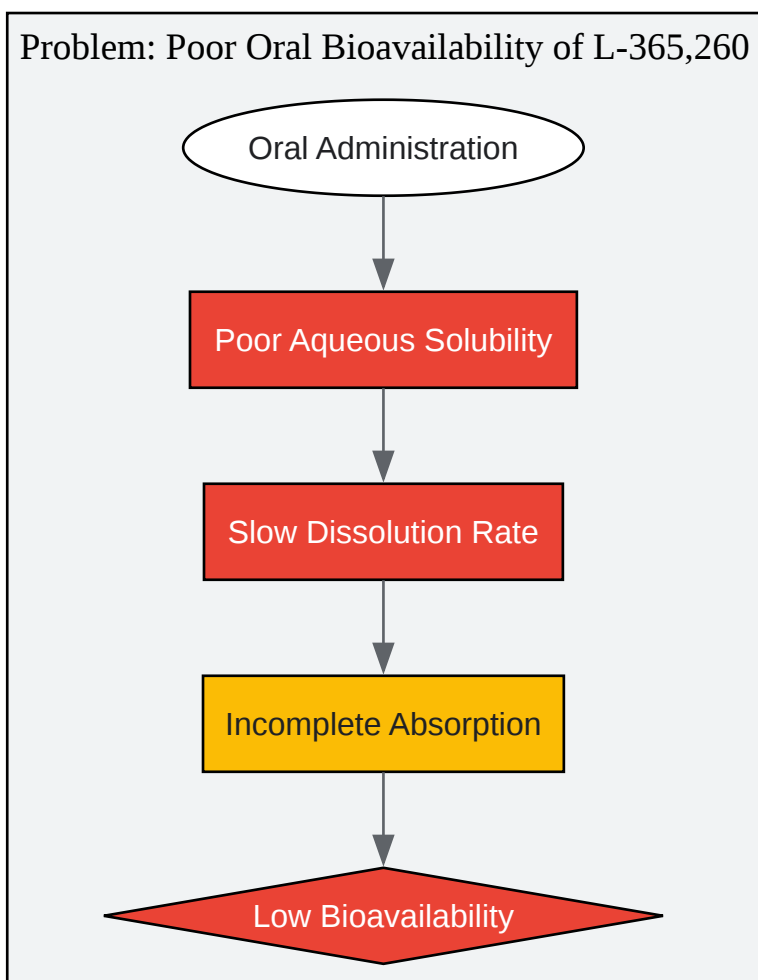 Problem: Poor Oral Bioavailability of L-365,260
Oral Administration
Poor Aqueous Solubility
Slow Dissolution Rate
Incomplete Absorption
Low Bioavailability